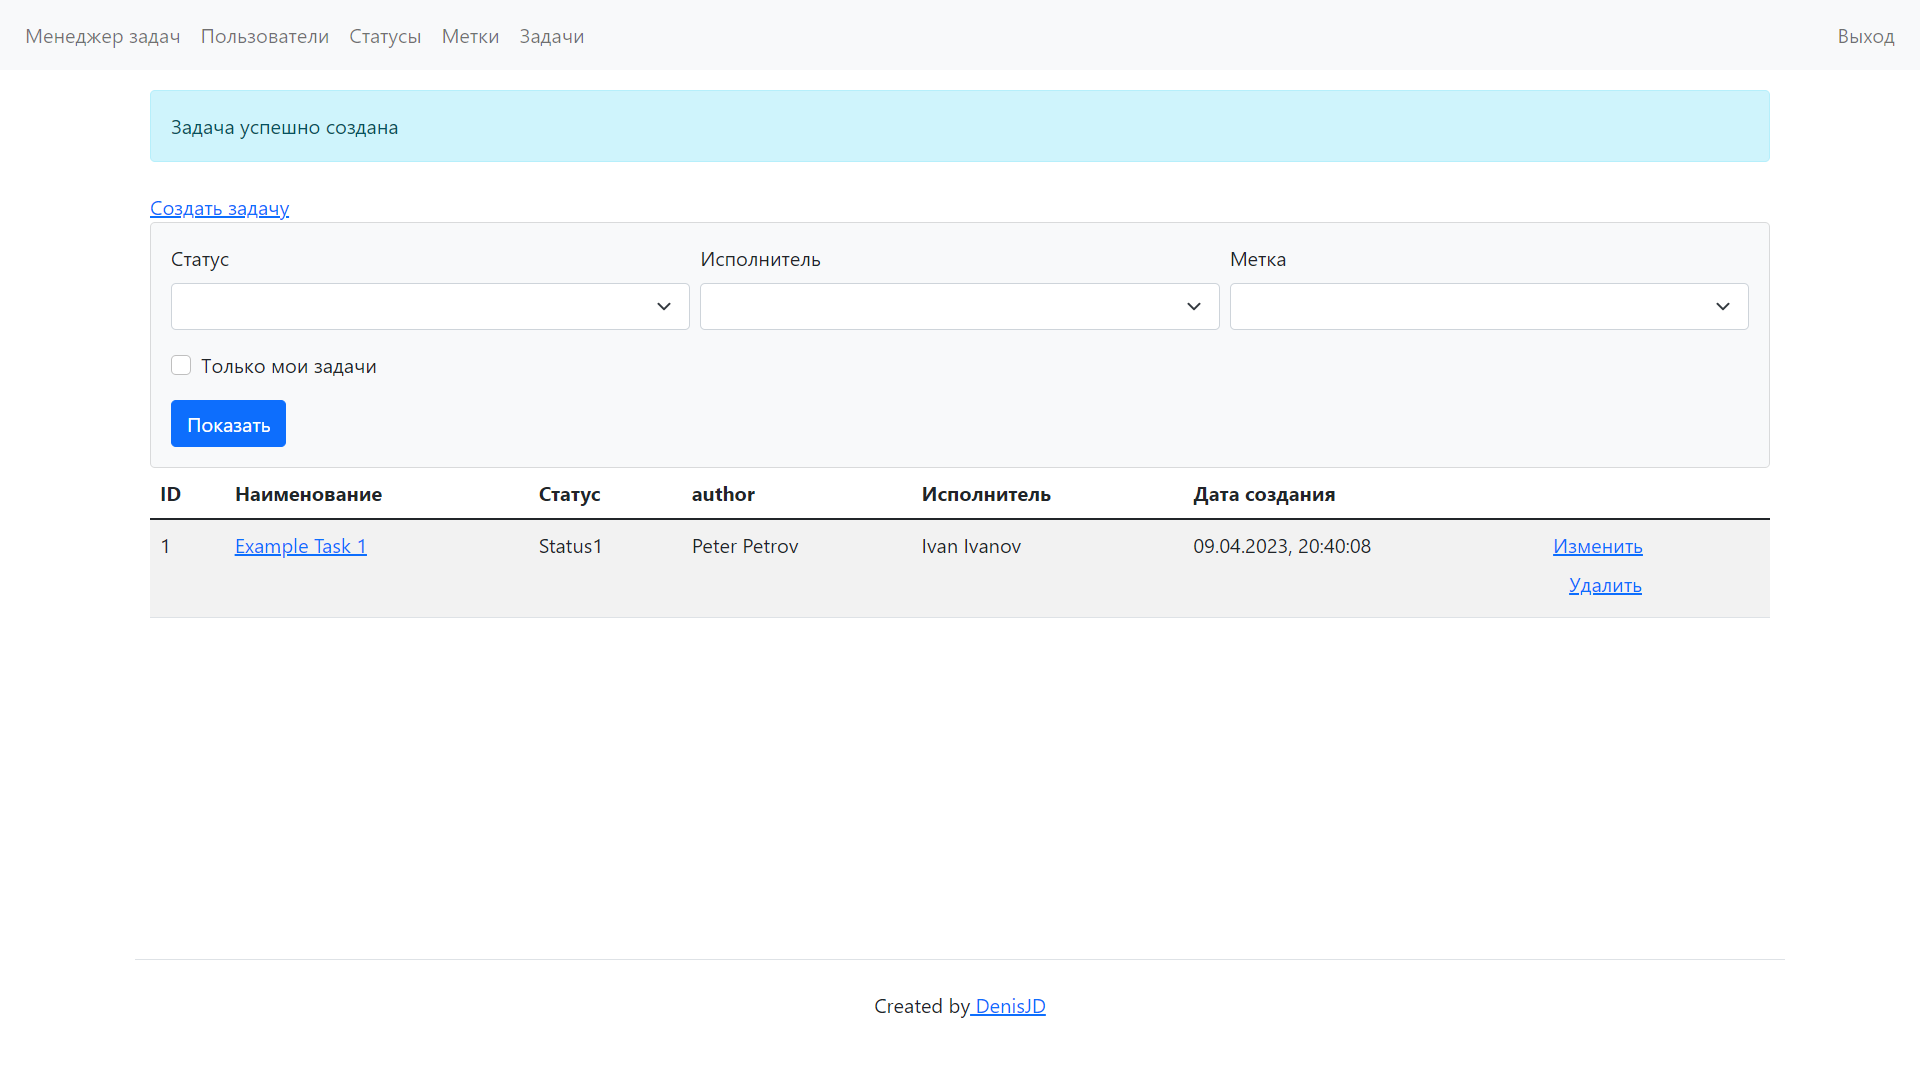 Менеджер задач Пользователи Статусы Метки Задачи Выход
Задача успешно создана
Создать задачу
Статус Исполнитель Метка
Только мои задачи
Показать
ID Наименование Статус author Исполнитель Дата создания
1 Example Task 1 Status1 Peter Petrov Ivan Ivanov 09.04.2023, 20:40:08 Изменить
Удалить
Created by DenisJD